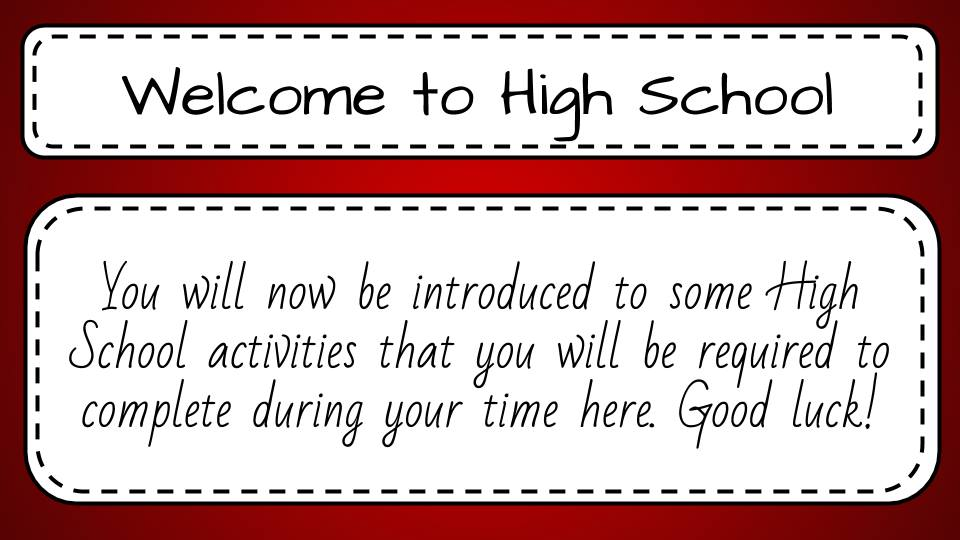 Welcome to High School
You will now be introduced to some High
School activities that you will be required to
complete during your time here. Good luck!